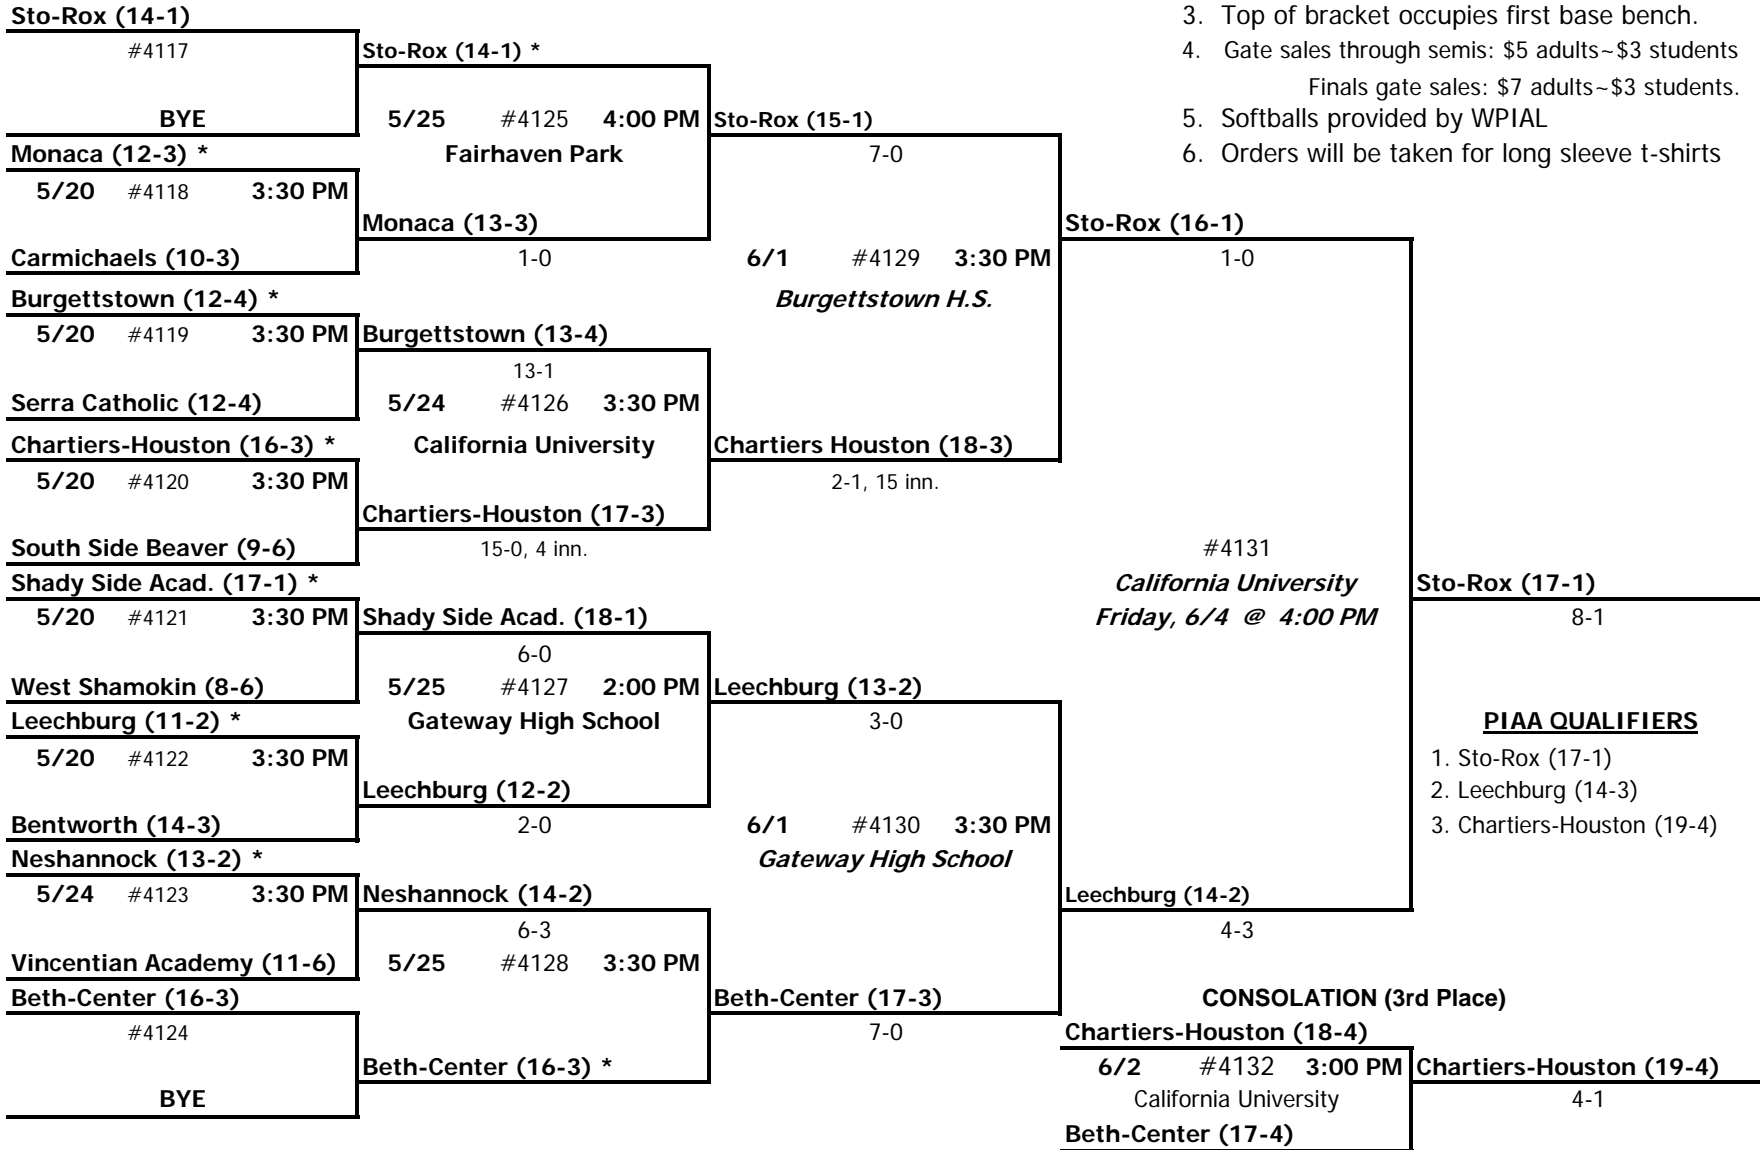 Sto-Rox (14-1)
3. Top of bracket occupies first base bench.
#4117
Sto-Rox (14-1) *
4. Gate sales through semis: $5 adults~$3 students
Finals gate sales: $7 adults~$3 students.
BYE
5/25 #4125 4:00 PM
Sto-Rox (15-1)
5. Softballs provided by WPIAL
Monaca (12-3) *
Fairhaven Park
7-0
6. Orders will be taken for long sleeve t-shirts
5/20 #4118 3:30 PM
Monaca (13-3)
Sto-Rox (16-1)
Carmichaels (10-3)
1-0
6/1 #4129 3:30 PM
1-0
Burgettstown (12-4) *
Burgettstown H.S.
5/20 #4119 3:30 PM
Burgettstown (13-4)
13-1
Serra Catholic (12-4)
5/24 #4126 3:30 PM
Chartiers-Houston (16-3) *
California University
Chartiers Houston (18-3)
5/20 #4120 3:30 PM
2-1, 15 inn.
Chartiers-Houston (17-3)
South Side Beaver (9-6)
15-0, 4 inn.
#4131
Shady Side Acad. (17-1) *
California University
Sto-Rox (17-1)
5/20 #4121 3:30 PM
Shady Side Acad. (18-1)
Friday, 6/4 @ 4:00 PM
8-1
6-0
West Shamokin (8-6)
5/25 #4127 2:00 PM
Leechburg (13-2)
Leechburg (11-2) *
Gateway High School
3-0
PIAA QUALIFIERS
5/20 #4122 3:30 PM
1. Sto-Rox (17-1)
Leechburg (12-2)
2. Leechburg (14-3)
Bentworth (14-3)
2-0
6/1 #4130 3:30 PM
3. Chartiers-Houston (19-4)
Neshannock (13-2) *
Gateway High School
5/24 #4123 3:30 PM
Neshannock (14-2)
Leechburg (14-2)
6-3
4-3
Vincentian Academy (11-6)
5/25 #4128 3:30 PM
Beth-Center (16-3)
Beth-Center (17-3)
CONSOLATION (3rd Place)
#4124
7-0
Chartiers-Houston (18-4)
Beth-Center (16-3) *
6/2 #4132 3:00 PM
Chartiers-Houston (19-4)
BYE
California University
4-1
Beth-Center (17-4)